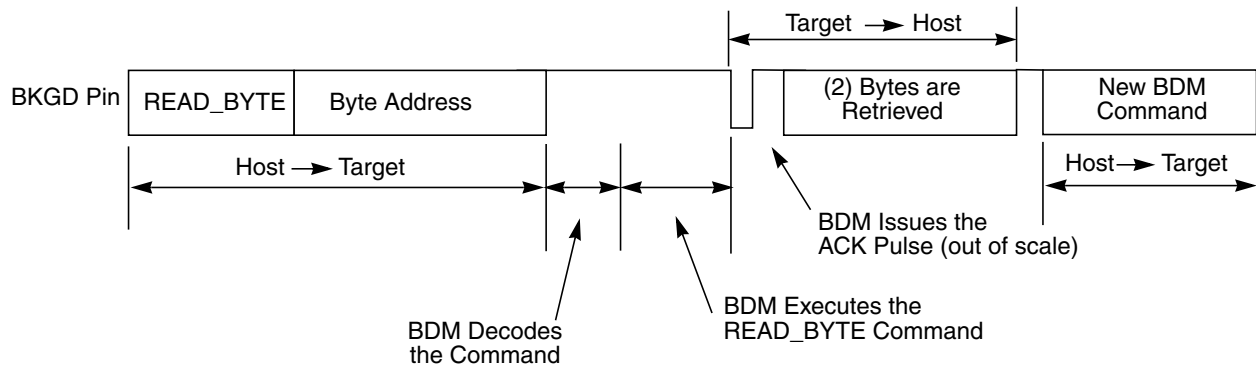 Target → Host
BKGD Pin
READ_BYTE
Byte Address
(2) Bytes are
Retrieved
New BDM
Command
Host → Target
Host → Target
BDM Issues the
ACK Pulse (out of scale)
BDM Decodes
the Command
BDM Executes the
READ_BYTE Command